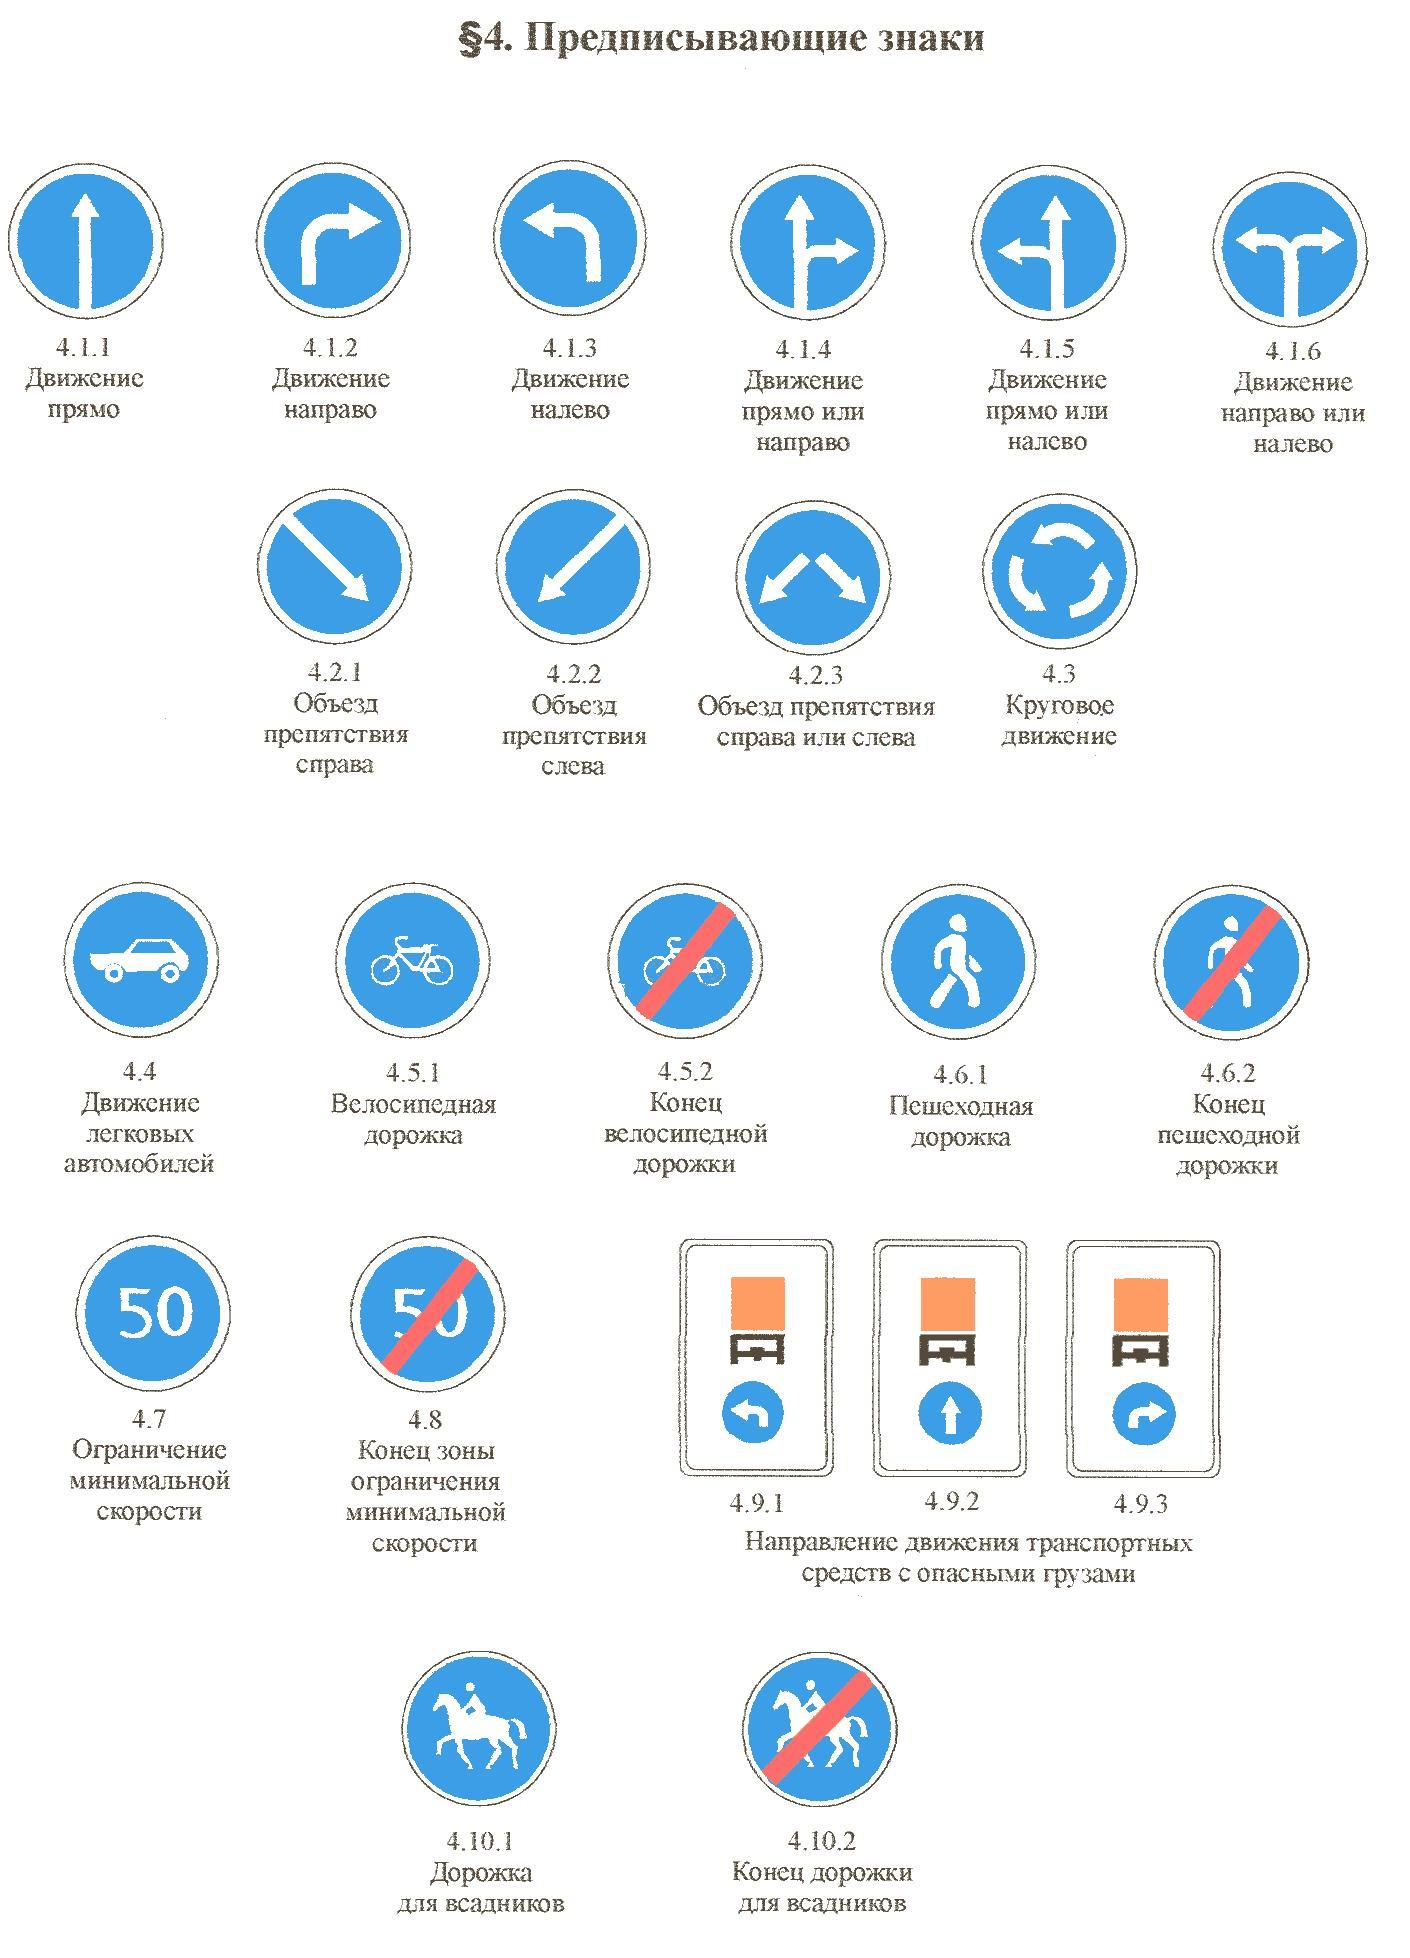 §4. Предписывающие знаки
4.1.1
Движение
прямо
4.1.2
Движение
направо
4.1.3
Движение
налево
4.1.4
Движение
прямо или
направо
4.1.5
Движение
прямо или
налево
4.1.6
Движение
направо или
налево
4.2.1
Объезд
препятствия
справа
4.2.2
Объезд
препятствия
слева
4.2.3
Объезд препятствия
справа или слева
4.3
Круговое
движение
4.4
Движение
легковых
автомобилей
4.5.1
Велосипедная
дорожка
4.5.2
Конец
велосипедной
дорожки
4.6.1
Пешеходная
дорожка
4.6.2
Конец
пешеходной
дорожки
50
4.7
Ограничение
минимальной
скорости
50
4.8
Конец зоны
ограничения
минимальной
скорости
4.9.1
4.9.2
4.9.3
Направление движения транспортных
средств с опасными грузами
4.10.1
Дорожка
для всадников
4.10.2
Конец дорожки
для всадников